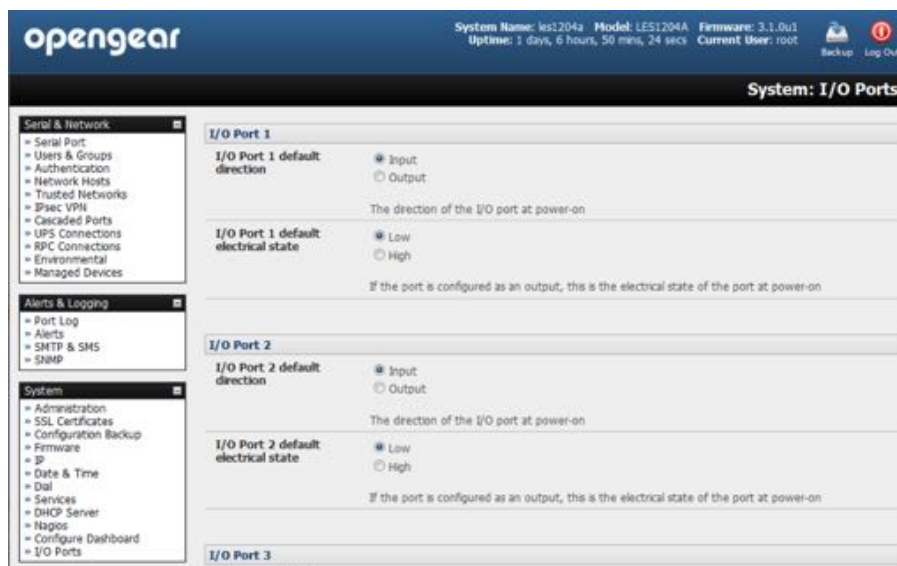 opengear
System Name: les1204a Model: LES1204A Firmware: 3.1.0u1
Uptime: 1 days, 6 hours, 50 mins, 24 secs Current User: root
Backup
Log Out
System: I/O Ports
Serial & Network
Serial Port
Users & Groups
Authentication
Network Hosts
Trusted Networks
IPsec VPN
Cascaded Ports
UPS Connections
RPC Connections
Environmental
Managed Devices
Alerts & Logging
Port Log
Alerts
SMTP & SMS
SNMP
System
Administration
SSL Certificates
Configuration Backup
Firmware
IP
Date & Time
Dial
Services
DHCP Server
Nagios
Configure Dashboard
I/O Ports
I/O Port 1
I/O Port 1 default
direction
Input
Output
The direction of the I/O port at power-on
I/O Port 1 default
electrical state
Low
High
If the port is configured as an output, this is the electrical state of the port at power-on
I/O Port 2
I/O Port 2 default
direction
Input
Output
The direction of the I/O port at power-on
I/O Port 2 default
electrical state
Low
High
If the port is configured as an output, this is the electrical state of the port at power-on
I/O Port 3